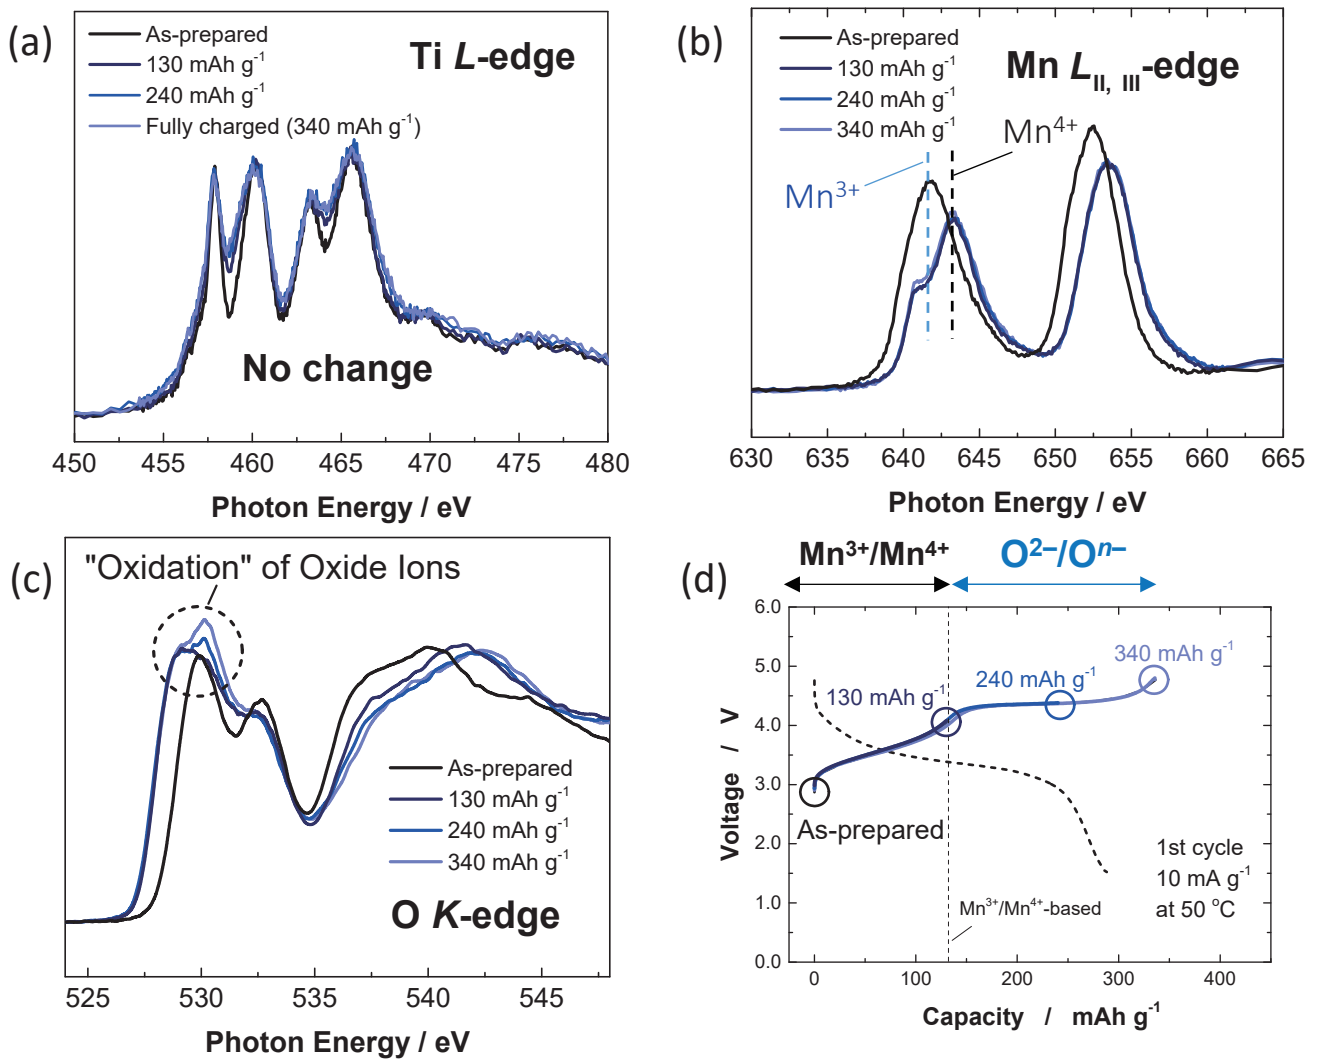 (a)
As-prepared
130 mAh g⁻¹
240 mAh g⁻¹
Fully charged (340 mAh g⁻¹)
Ti L-edge
No change
450 455 460 465 470 475 480
Photon Energy / eV
(b)
As-prepared
130 mAh g⁻¹
240 mAh g⁻¹
340 mAh g⁻¹
Mn L II, III-edge
Mn⁴⁺
Mn³⁺
630 635 640 645 650 655 660 665
Photon Energy / eV
(c)
"Oxidation" of Oxide Ions
As-prepared
130 mAh g⁻¹
240 mAh g⁻¹
340 mAh g⁻¹
O K-edge
525 530 535 540 545
Photon Energy / eV
(d)
Mn³⁺/Mn⁴⁺ O²⁻/Oⁿ⁻
6.0
5.0
4.0
3.0
2.0
1.0
0.0
Voltage / V
340 mAh g⁻¹
240 mAh g⁻¹
130 mAh g⁻¹
As-prepared
1st cycle
10 mA g⁻¹
at 50 °C
Mn³⁺/Mn⁴⁺-based
0 100 200 300 400
Capacity / mAh g⁻¹